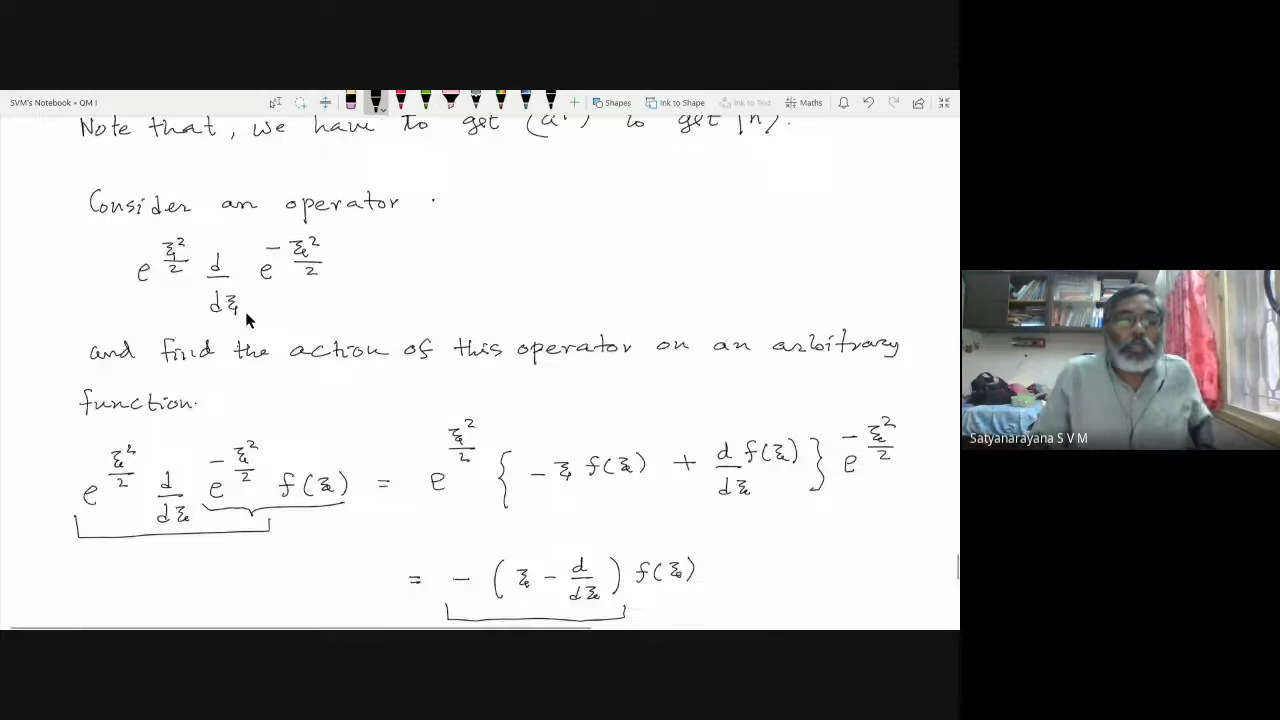 SVM's Notebook » QM I
Shapes
Ink to Shape
Ink to Text
Maths
Note that, we have to get (a†) to get |n⟩.
Consider an operator.
e^{ξ²/2} d/dξ e^{-ξ²/2}
and find the action of this operator on an arbitrary
function.
e^{ξ²/2} d/dξ e^{-ξ²/2} f(ξ) = e^{ξ²/2} { - ξ f(ξ) + d/dξ f(ξ) } e^{-ξ²/2}
= - ( ξ - d/dξ ) f(ξ)
Satyanarayana S V M